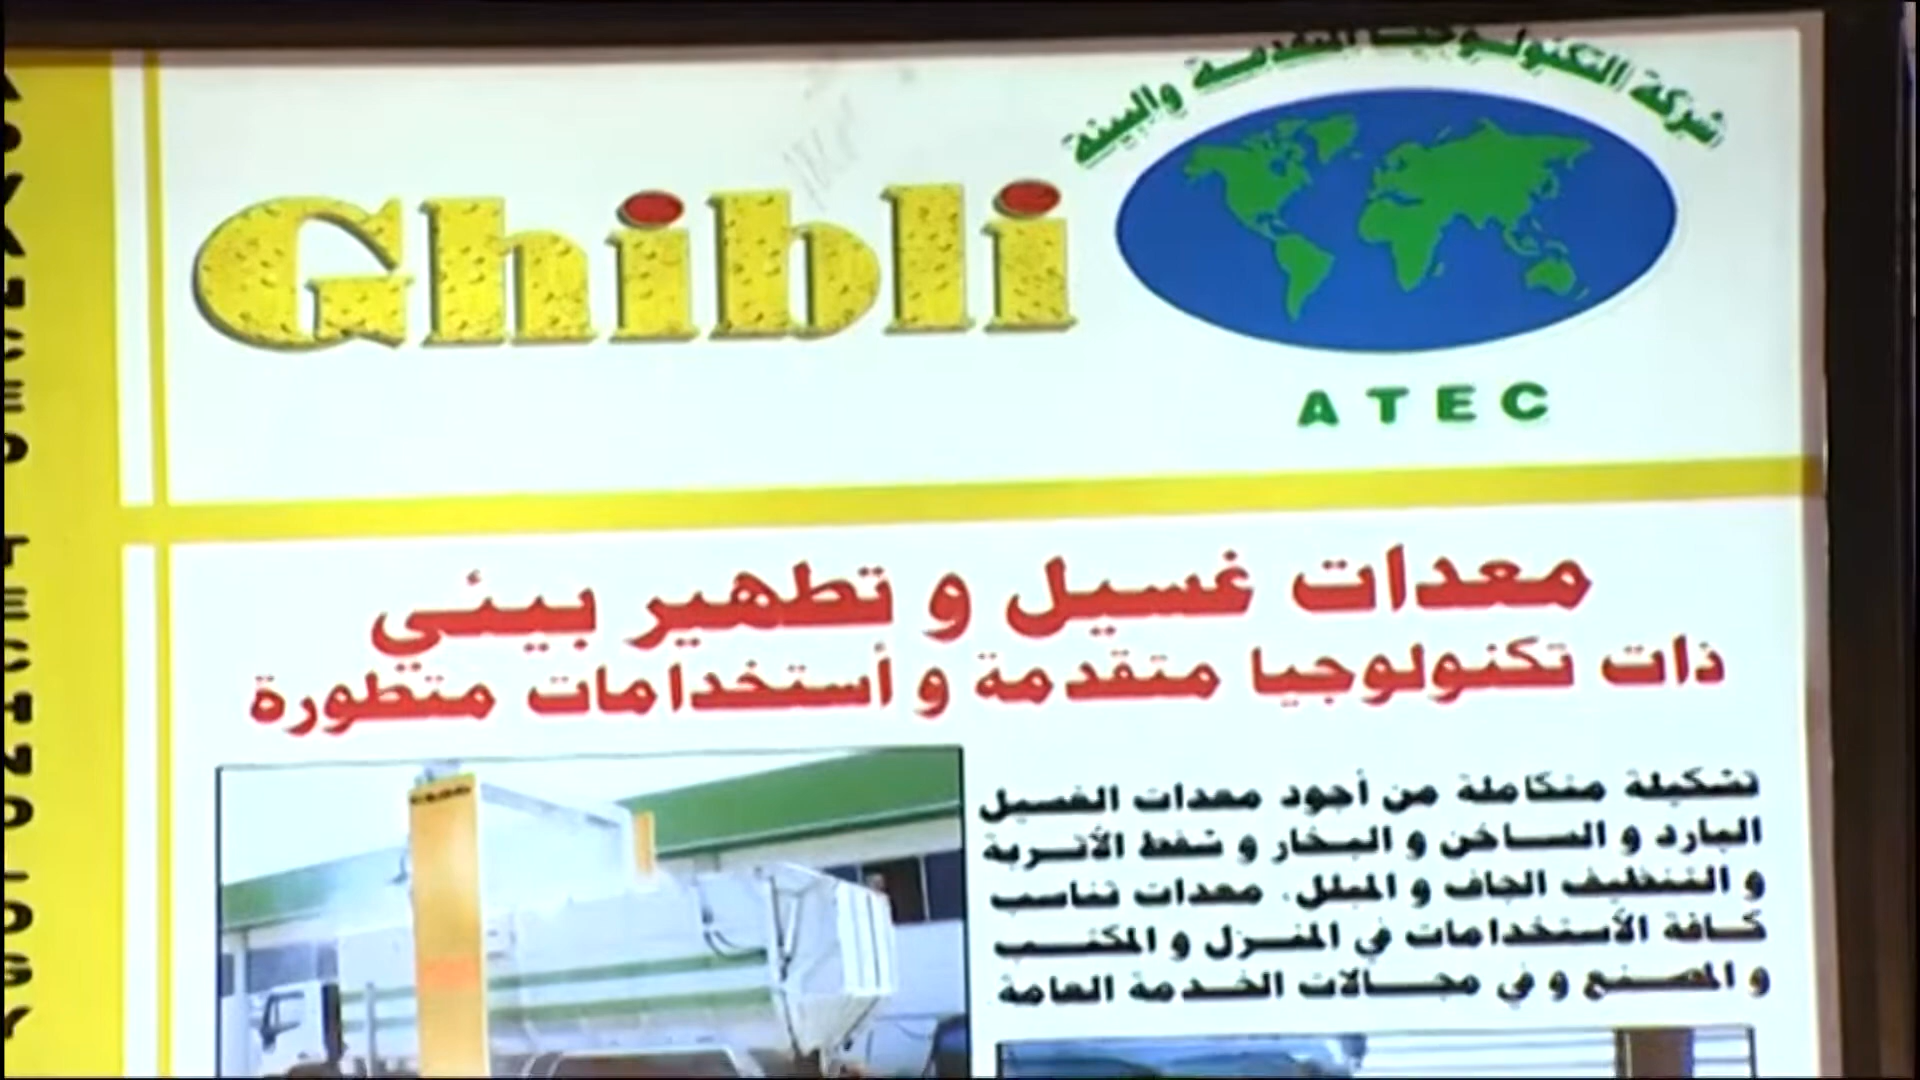 شركة التكنولوجيا المتقدمة والبيئة
Ghibli
ATEC
معدات غسيل و تطهير بيئي
ذات تكنولوجيا متقدمة و أستخدامات متطورة
تشكيلة متكاملة من أجود معدات الغسيل
البارد و الساخن و البخار و شفط الأتربة
و التنظيف الجاف و المبلل. معدات تناسب
كافة الأستخدامات في المنزل و المكتب
و المصنع و في مجالات الخدمة العامة